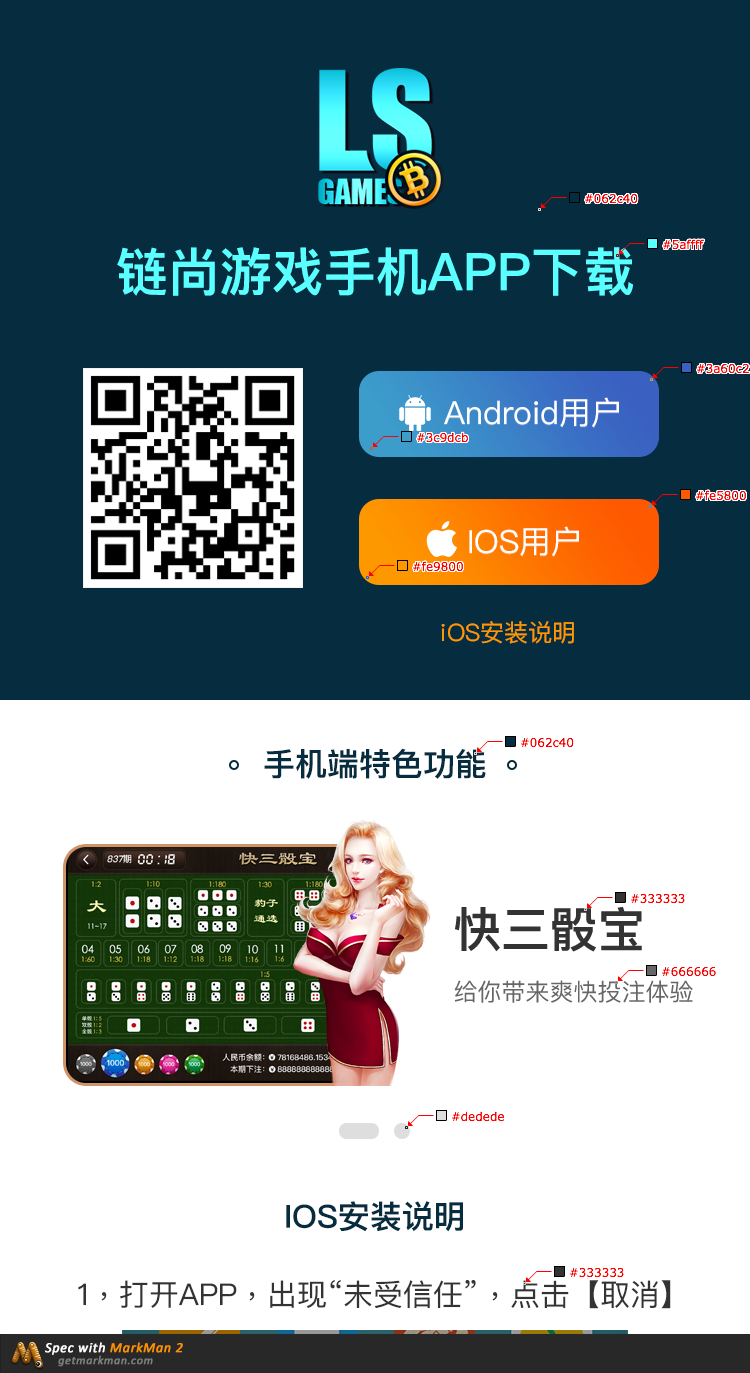 LS
GAMES
#062c40
#5affff
链尚游戏手机APP下载
#3a60c2
Android用户
#3c9dcb
#fe5800
IOS用户
#fe9800
iOS安装说明
#062c40
手机端特色功能
837期 00:18 快三骰宝
1:2 1:10 1:180 1:30 1:180
大 豹子
通选
11~17
04 05 06 07 08 09 10 11
1:60 1:30 1:18 1:12 1:18 1:6
1:5
单骰 1:5
双骰 1:2
全骰 1:3
1000 1000 1000 1000 1000
人民币余额: ¥ 78168486.1534
本期下注: ¥ 888888888888
#333333
快三骰宝
#666666
给你带来爽快投注体验
#dedede
IOS安装说明
#333333
1，打开APP，出现“未受信任”，点击【取消】
Spec with MarkMan 2
getmarkman.com